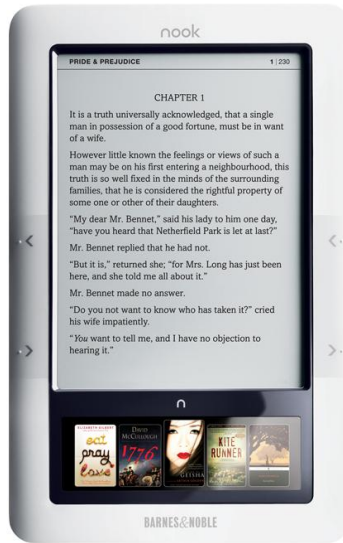 nook
PRIDE & PREJUDICE 1 | 230
CHAPTER 1
It is a truth universally acknowledged, that a single
man in possession of a good fortune, must be in want
of a wife.
However little known the feelings or views of such a
man may be on his first entering a neighbourhood, this
truth is so well fixed in the minds of the surrounding
families, that he is considered the rightful property of
some one or other of their daughters.
“My dear Mr. Bennet,” said his lady to him one day,
“have you heard that Netherfield Park is let at last?”
Mr. Bennet replied that he had not.
“But it is,” returned she; “for Mrs. Long has just been
here, and she told me all about it.”
Mr. Bennet made no answer.
“Do you not want to know who has taken it?” cried
his wife impatiently.
“You want to tell me, and I have no objection to
hearing it.”
n
ELIZABETH GILBERT
eat
pray
love
DAVID
McCULLOUGH
1776
GEISHA
KITE
RUNNER
BARNES&NOBLE